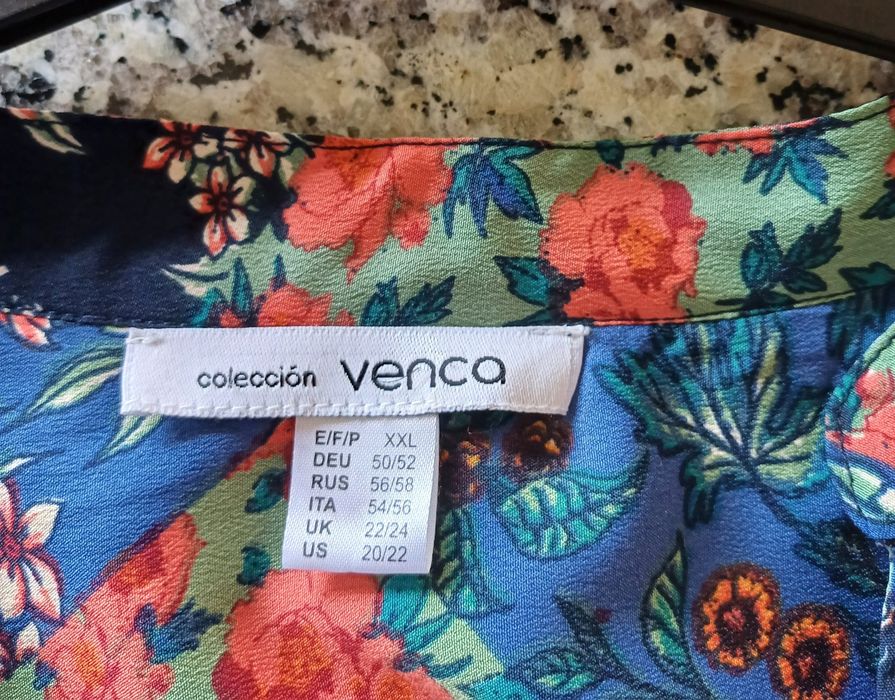 colección venca
E/F/P XXL
DEU 50/52
RUS 56/58
ITA 54/56
UK 22/24
US 20/22